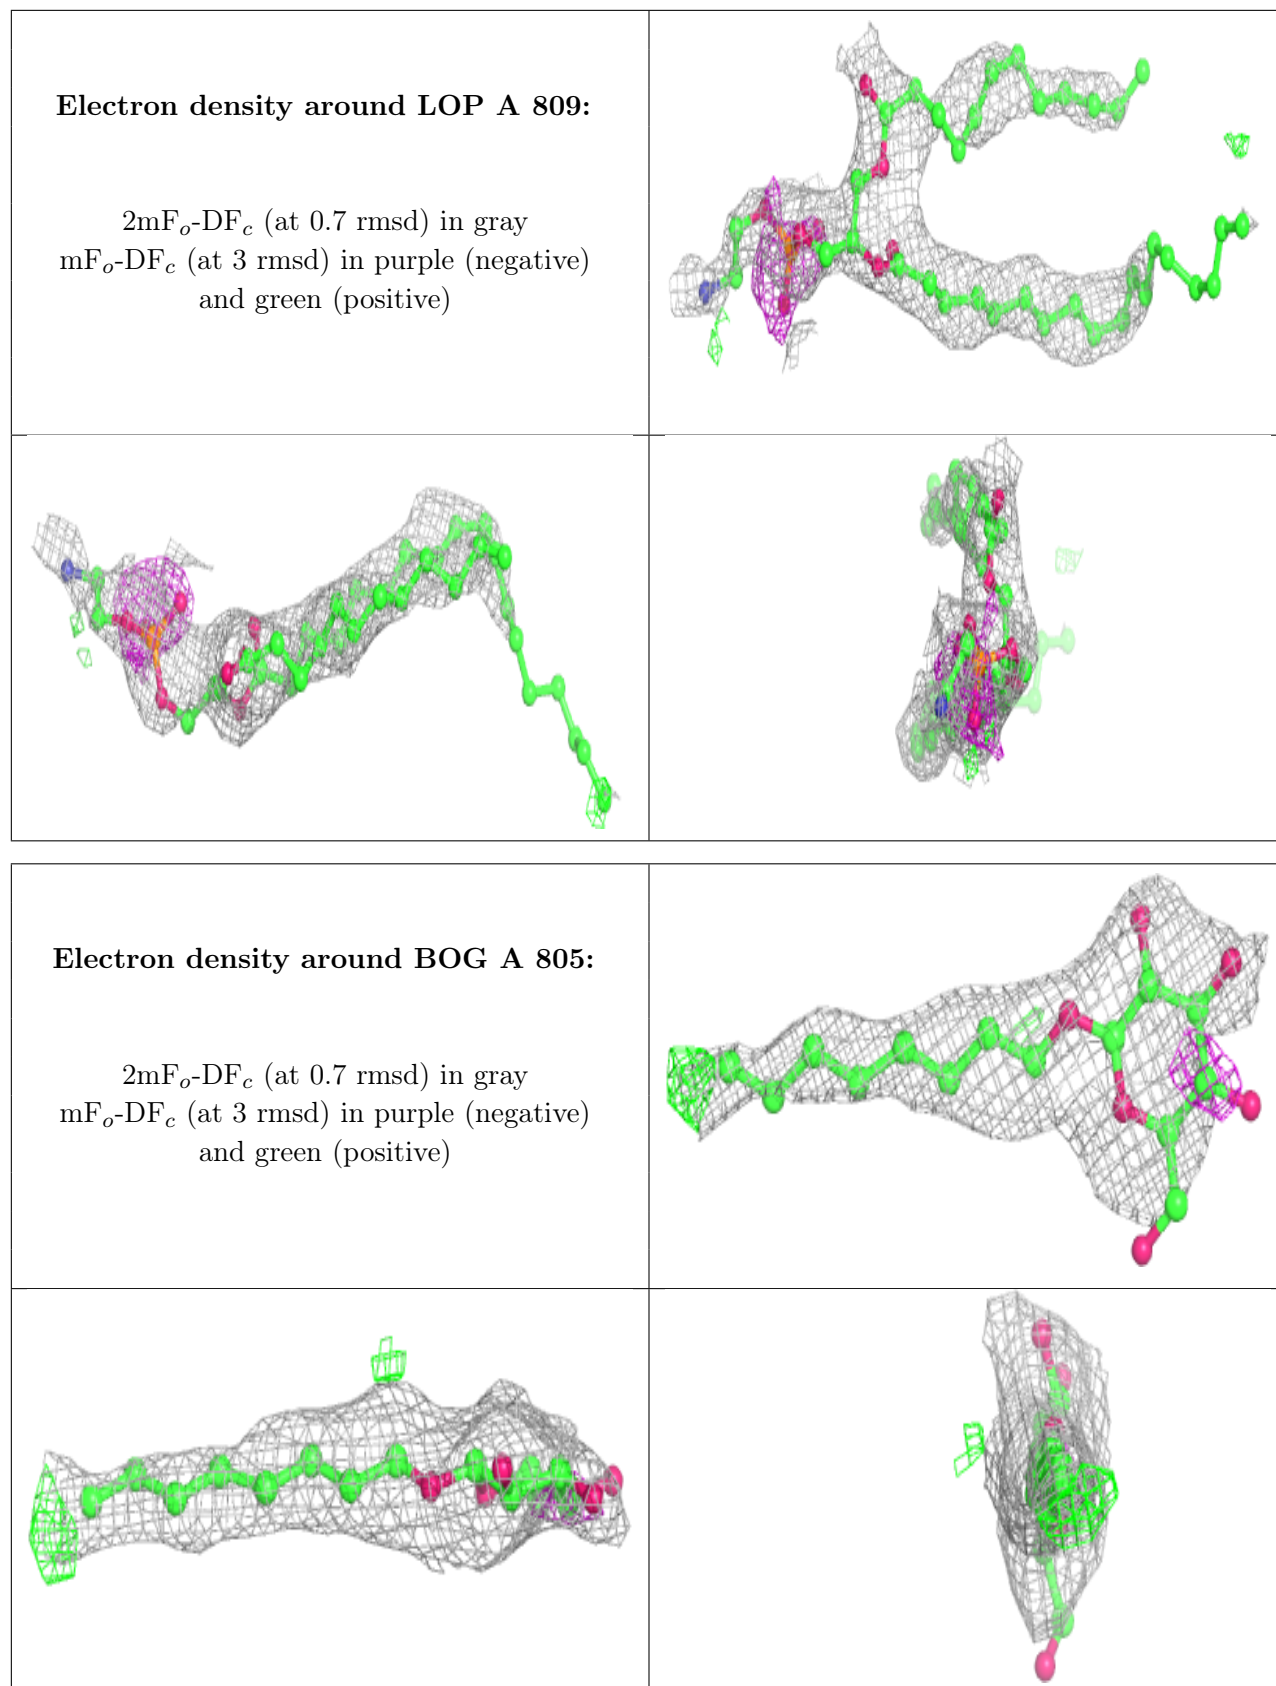 Electron density around LOP A 809:
2mFo-DFc (at 0.7 rmsd) in gray
mFo-DFc (at 3 rmsd) in purple (negative)
and green (positive)
Electron density around BOG A 805:
2mFo-DFc (at 0.7 rmsd) in gray
mFo-DFc (at 3 rmsd) in purple (negative)
and green (positive)